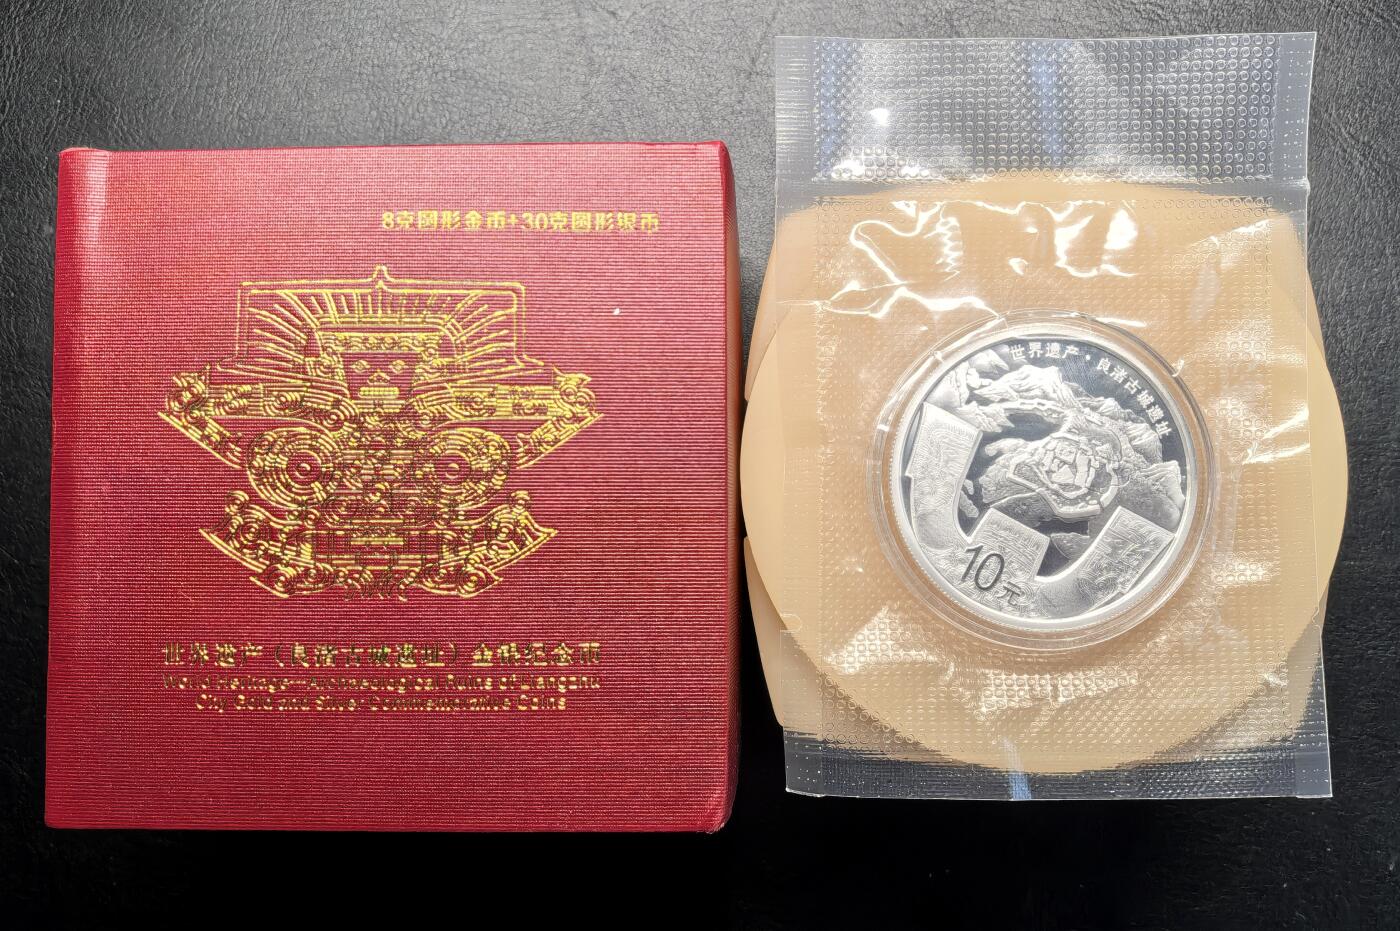 8克圆形金币+30克圆形银币
世界遗产（良渚古城遗址）金银纪念币
World Heritage—Archaeological Ruins of Liangzhu
City Gold and Silver Commemorative Coins
世界遗产·良渚古城遗址
10元